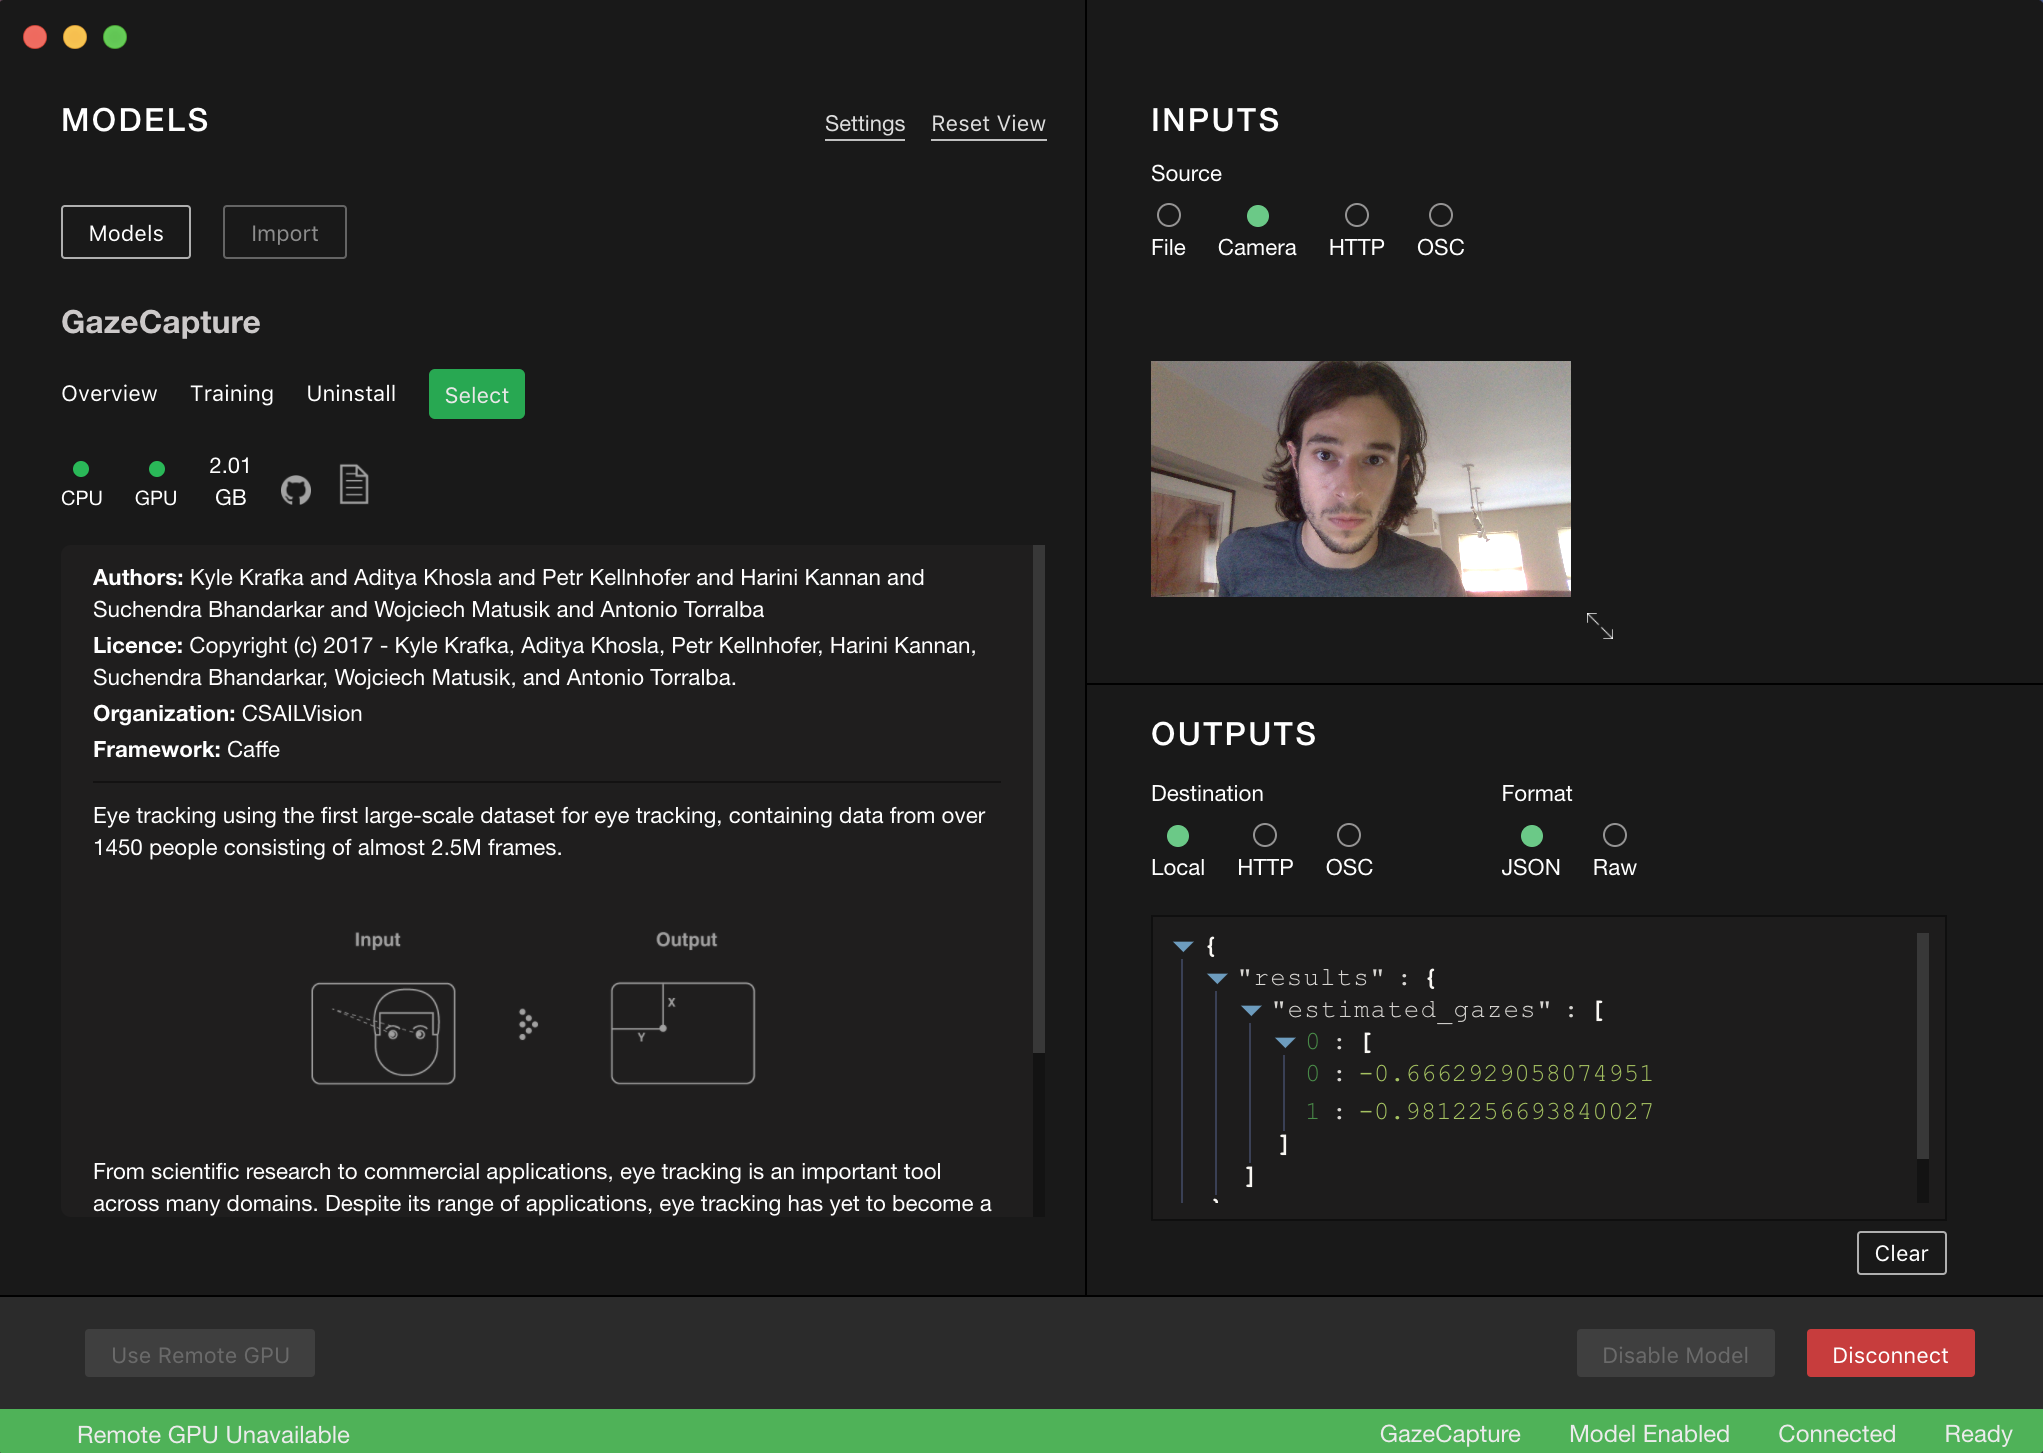 MODELS
Settings
Reset View
Models
Import
GazeCapture
Overview
Training
Uninstall
Select
CPU
GPU
2.01
GB
Authors: Kyle Krafka and Aditya Khosla and Petr Kellnhofer and Harini Kannan and
Suchendra Bhandarkar and Wojciech Matusik and Antonio Torralba
Licence: Copyright (c) 2017 - Kyle Krafka, Aditya Khosla, Petr Kellnhofer, Harini Kannan,
Suchendra Bhandarkar, Wojciech Matusik, and Antonio Torralba.
Organization: CSAILVision
Framework: Caffe
Eye tracking using the first large-scale dataset for eye tracking, containing data from over
1450 people consisting of almost 2.5M frames.
Input
Output
X
Y
From scientific research to commercial applications, eye tracking is an important tool
across many domains. Despite its range of applications, eye tracking has yet to become a
INPUTS
Source
File
Camera
HTTP
OSC
OUTPUTS
Destination
Format
Local
HTTP
OSC
JSON
Raw
{
"results" : {
"estimated_gazes" : [
0 : [
0 : -0.6662929058074951
1 : -0.9812256693840027
]
]
Clear
Use Remote GPU
Disable Model
Disconnect
Remote GPU Unavailable
GazeCapture
Model Enabled
Connected
Ready